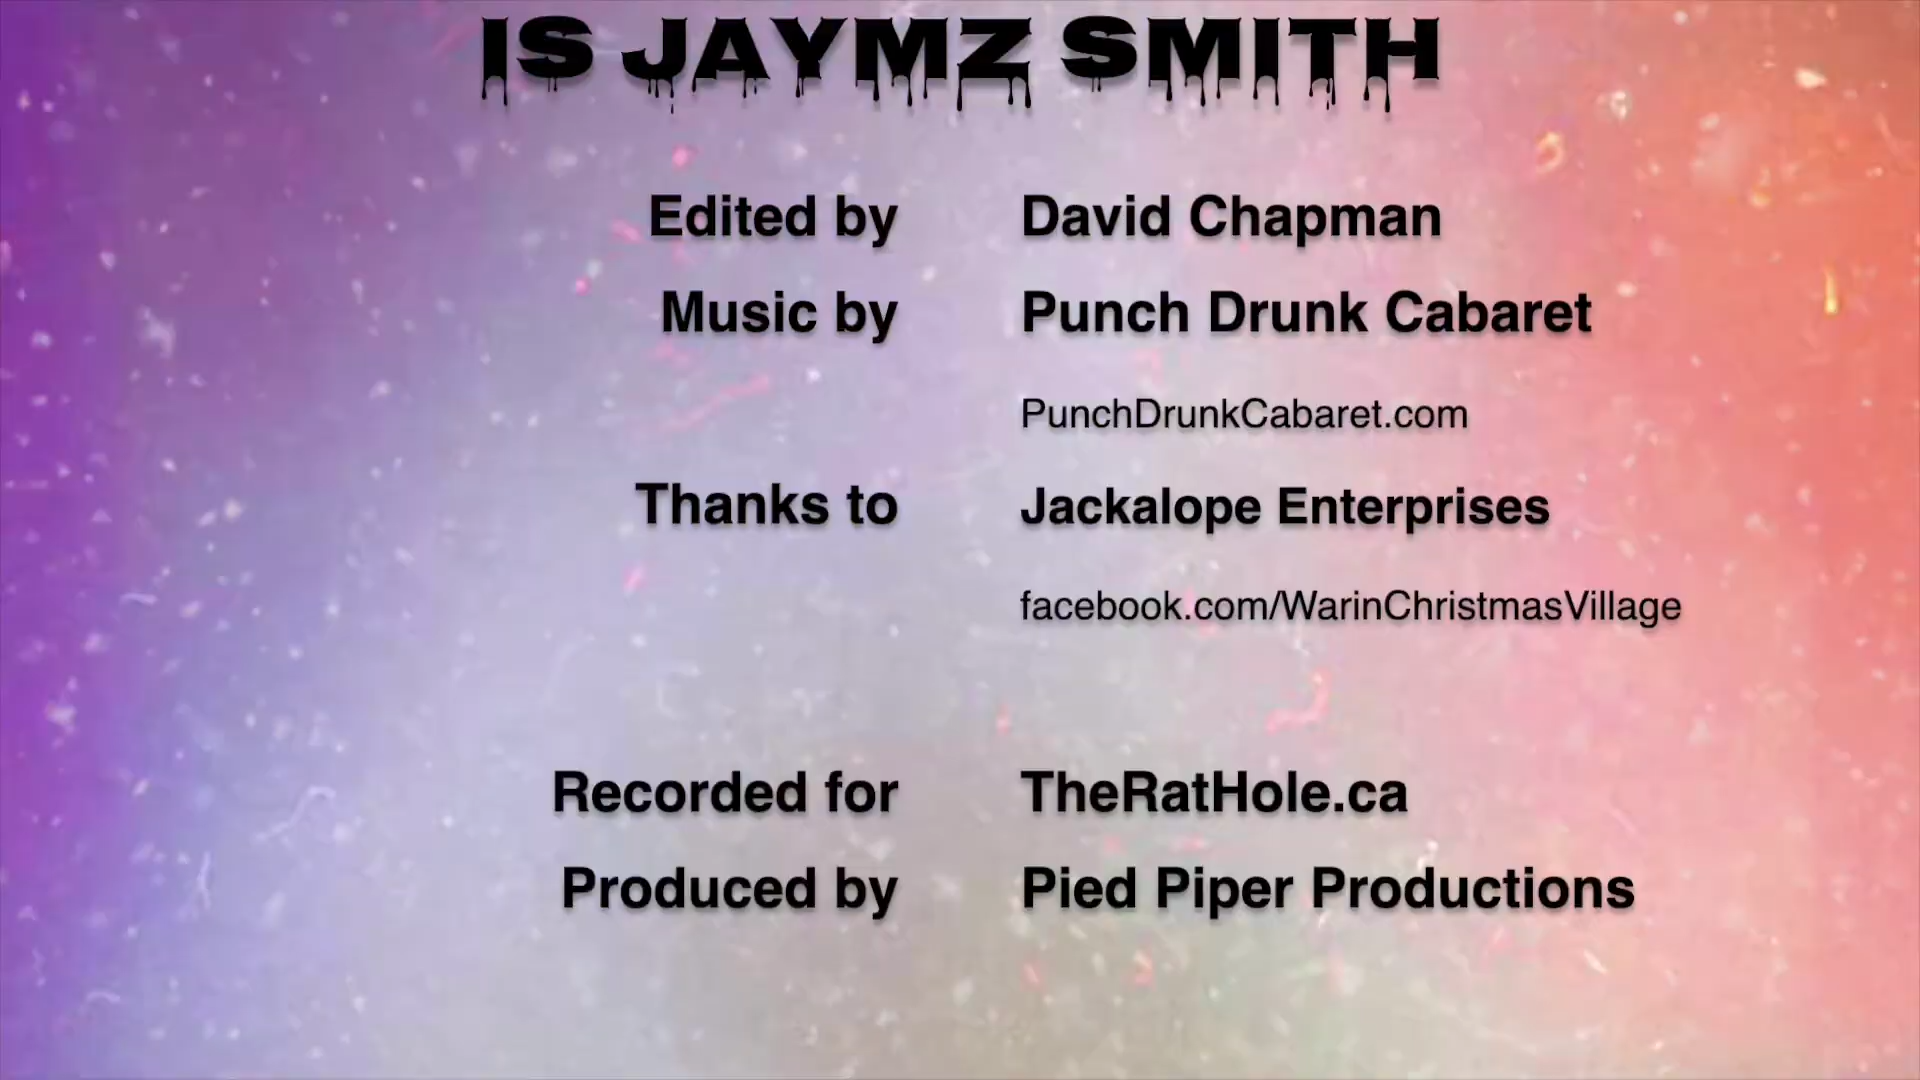 IS JAYMZ SMITH
Edited by David Chapman
Music by Punch Drunk Cabaret
PunchDrunkCabaret.com
Thanks to Jackalope Enterprises
facebook.com/WarinChristmasVillage
Recorded for TheRatHole.ca
Produced by Pied Piper Productions